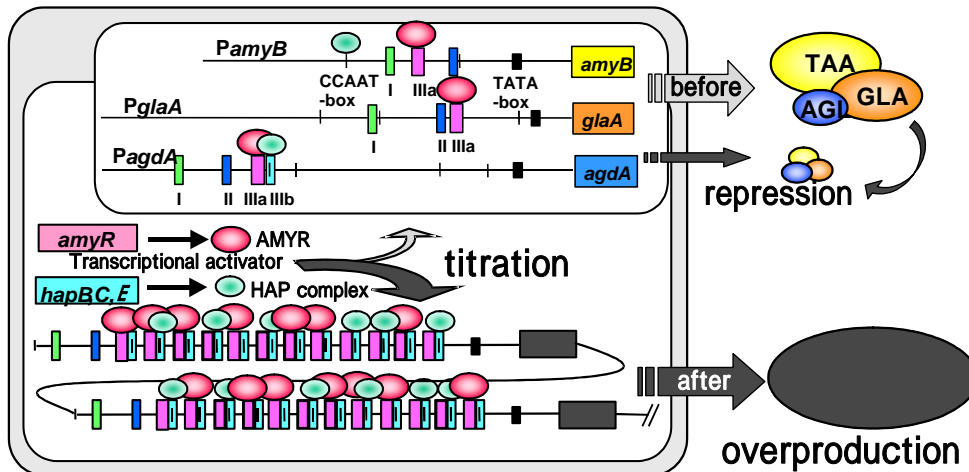 PamyB
CCAAT
-box
I
IIIa
TATA
-box
amyB
PglaA
I
II IIIa
glaA
PagdA
I
II
IIIa IIIb
agdA
before
TAA
AGL
GLA
repression
amyR
AMYR
Transcriptional activator
titration
hapB,C,E
HAP complex
after
overproduction